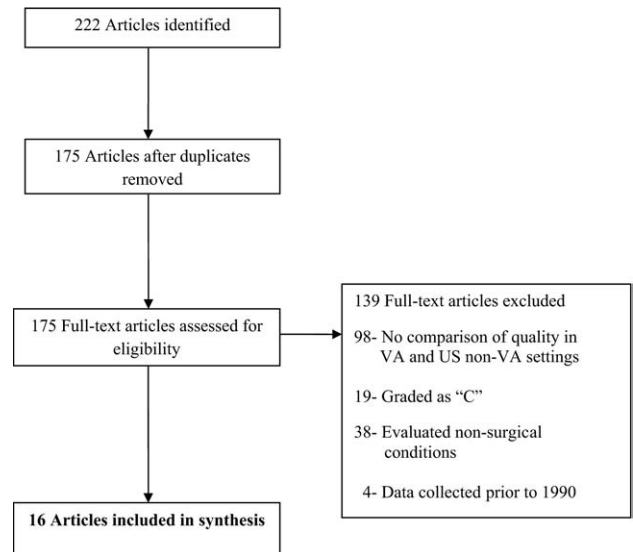 222 Articles identified
175 Articles after duplicates
removed
175 Full-text articles assessed for
eligibility
139 Full-text articles excluded
98- No comparison of quality in
VA and US non-VA settings
19- Graded as “C”
38- Evaluated non-surgical
conditions
4- Data collected prior to 1990
16 Articles included in synthesis